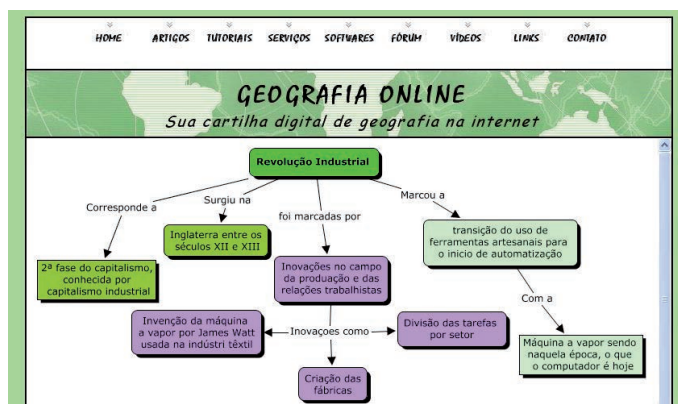 HOME ARTIGOS TUTORIAIS SERVIÇOS SOFTWARES FÓRUM VÍDEOS LINKS CONTATO
GEOGRAFIA ONLINE
Sua cartilha digital de geografia na internet
Revolução Industrial
Corresponde a
Surgiu na
foi marcadas por
Marcou a
2ª fase do capitalismo,
conhecida por
capitalismo industrial
Inglaterra entre os
séculos XII e XIII
Inovações no campo
da produação e das
relações trabalhistas
transição do uso de
ferramentas artesanais para
o inicio de automatização
Com a
Invenção da máquina
a vapor por James Watt
usada na indústri têxtil
Inovaçoes como
Divisão das tarefas
por setor
Criação das
fábricas
Máquina a vapor sendo
naquela época, o que
o computador é hoje